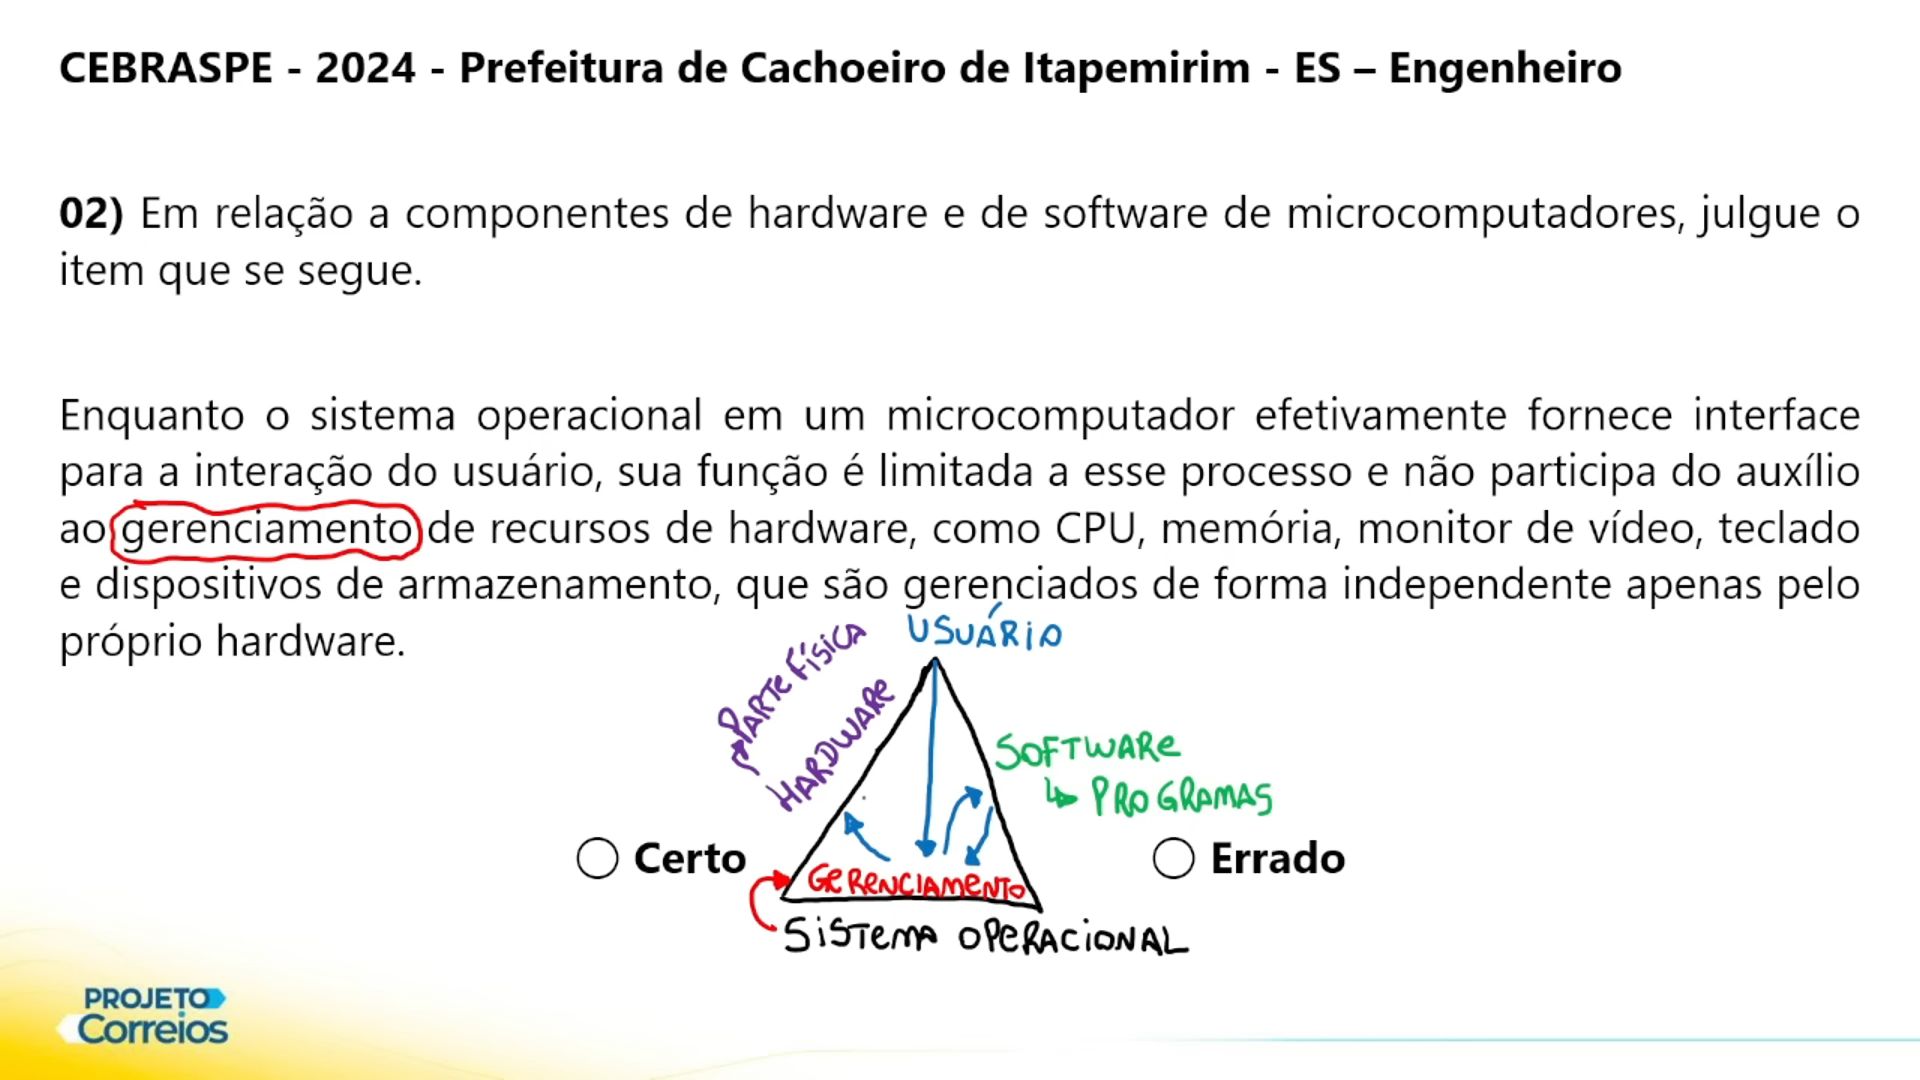 CEBRASPE - 2024 - Prefeitura de Cachoeiro de Itapemirim - ES – Engenheiro
02) Em relação a componentes de hardware e de software de microcomputadores, julgue o
item que se segue.
Enquanto o sistema operacional em um microcomputador efetivamente fornece interface
para a interação do usuário, sua função é limitada a esse processo e não participa do auxílio
ao gerenciamento de recursos de hardware, como CPU, memória, monitor de vídeo, teclado
e dispositivos de armazenamento, que são gerenciados de forma independente apenas pelo
próprio hardware.
USUÁRIO
PARTE FÍSICA
HARDWARE
SOFTWARE
PROGRAMAS
Certo
Errado
GERENCIAMENTO
SISTEMA OPERACIONAL
PROJETO
Correios